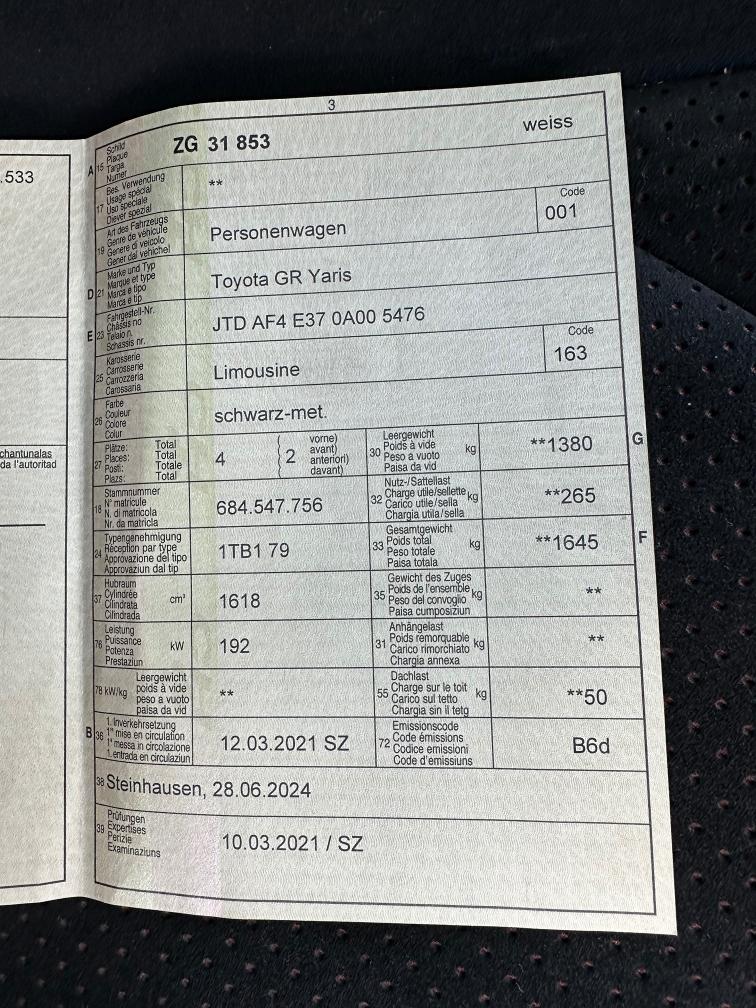 3
.533
chantunalas
da l'autoritad
A 15 Schild
Plaque
Targa
Numer
ZG 31 853 weiss
17 Bes. Verwendung
Usage spécial
Uso speciale
Diever spezial
**
19 Art des Fahrzeugs
Genre de véhicule
Genere di veicolo
Gener dal vehichel
Personenwagen
Code
001
D 21 Marke und Typ
Marque et type
Marca e tipo
Marca e tip
Toyota GR Yaris
E 23 Fahrgestell-Nr.
Châssis no
Telaio n.
Schassis nr.
JTD AF4 E37 0A00 5476
25 Karosserie
Carrosserie
Carrozzeria
Carossaria
Limousine
Code
163
26 Farbe
Couleur
Colore
Colur
schwarz-met.
27 Plätze: Total
Places: Total
Posti: Totale
Plazs: Total
4
( 2 vorne)
avant)
anteriori)
davant)
30 Leergewicht
Poids à vide
Peso a vuoto
Paisa da vid
kg
**1380
G
18 Stammnummer
N° matricule
N. di matricola
Nr. da matricla
684.547.756
32 Nutz-/Sattellast
Charge utile/sellette
Carico utile/sella
Chargia utila/sella
kg
**265
24 Typengenehmigung
Réception par type
Approvazione del tipo
Approvaziun dal tip
1TB1 79
33 Gesamtgewicht
Poids total
Peso totale
Paisa totala
kg
**1645
F
37 Hubraum
Cylindrée
Cilindrata
Cilindrada
cm³
1618
35 Gewicht des Zuges
Poids de l'ensemble
Peso del convoglio
Paisa cumposiziun
kg
**
76 Leistung
Puissance
Potenza
Prestaziun
kW
192
31 Anhängelast
Poids remorquable
Carico rimorchiato
Chargia annexa
kg
**
78 kW/kg
Leergewicht
poids à vide
peso a vuoto
paisa da vid
**
55 Dachlast
Charge sur le toit
Carico sul tetto
Chargia sin il tetg
kg
**50
B 36 1. Inverkehrsetzung
1re mise en circulation
1a messa in circolazione
1. entrada en circulaziun
12.03.2021 SZ
72 Emissionscode
Code émissions
Codice emissioni
Code d'emissiuns
B6d
38 Steinhausen, 28.06.2024
39 Prüfungen
Expertises
Perizie
Examinaziuns
10.03.2021 / SZ